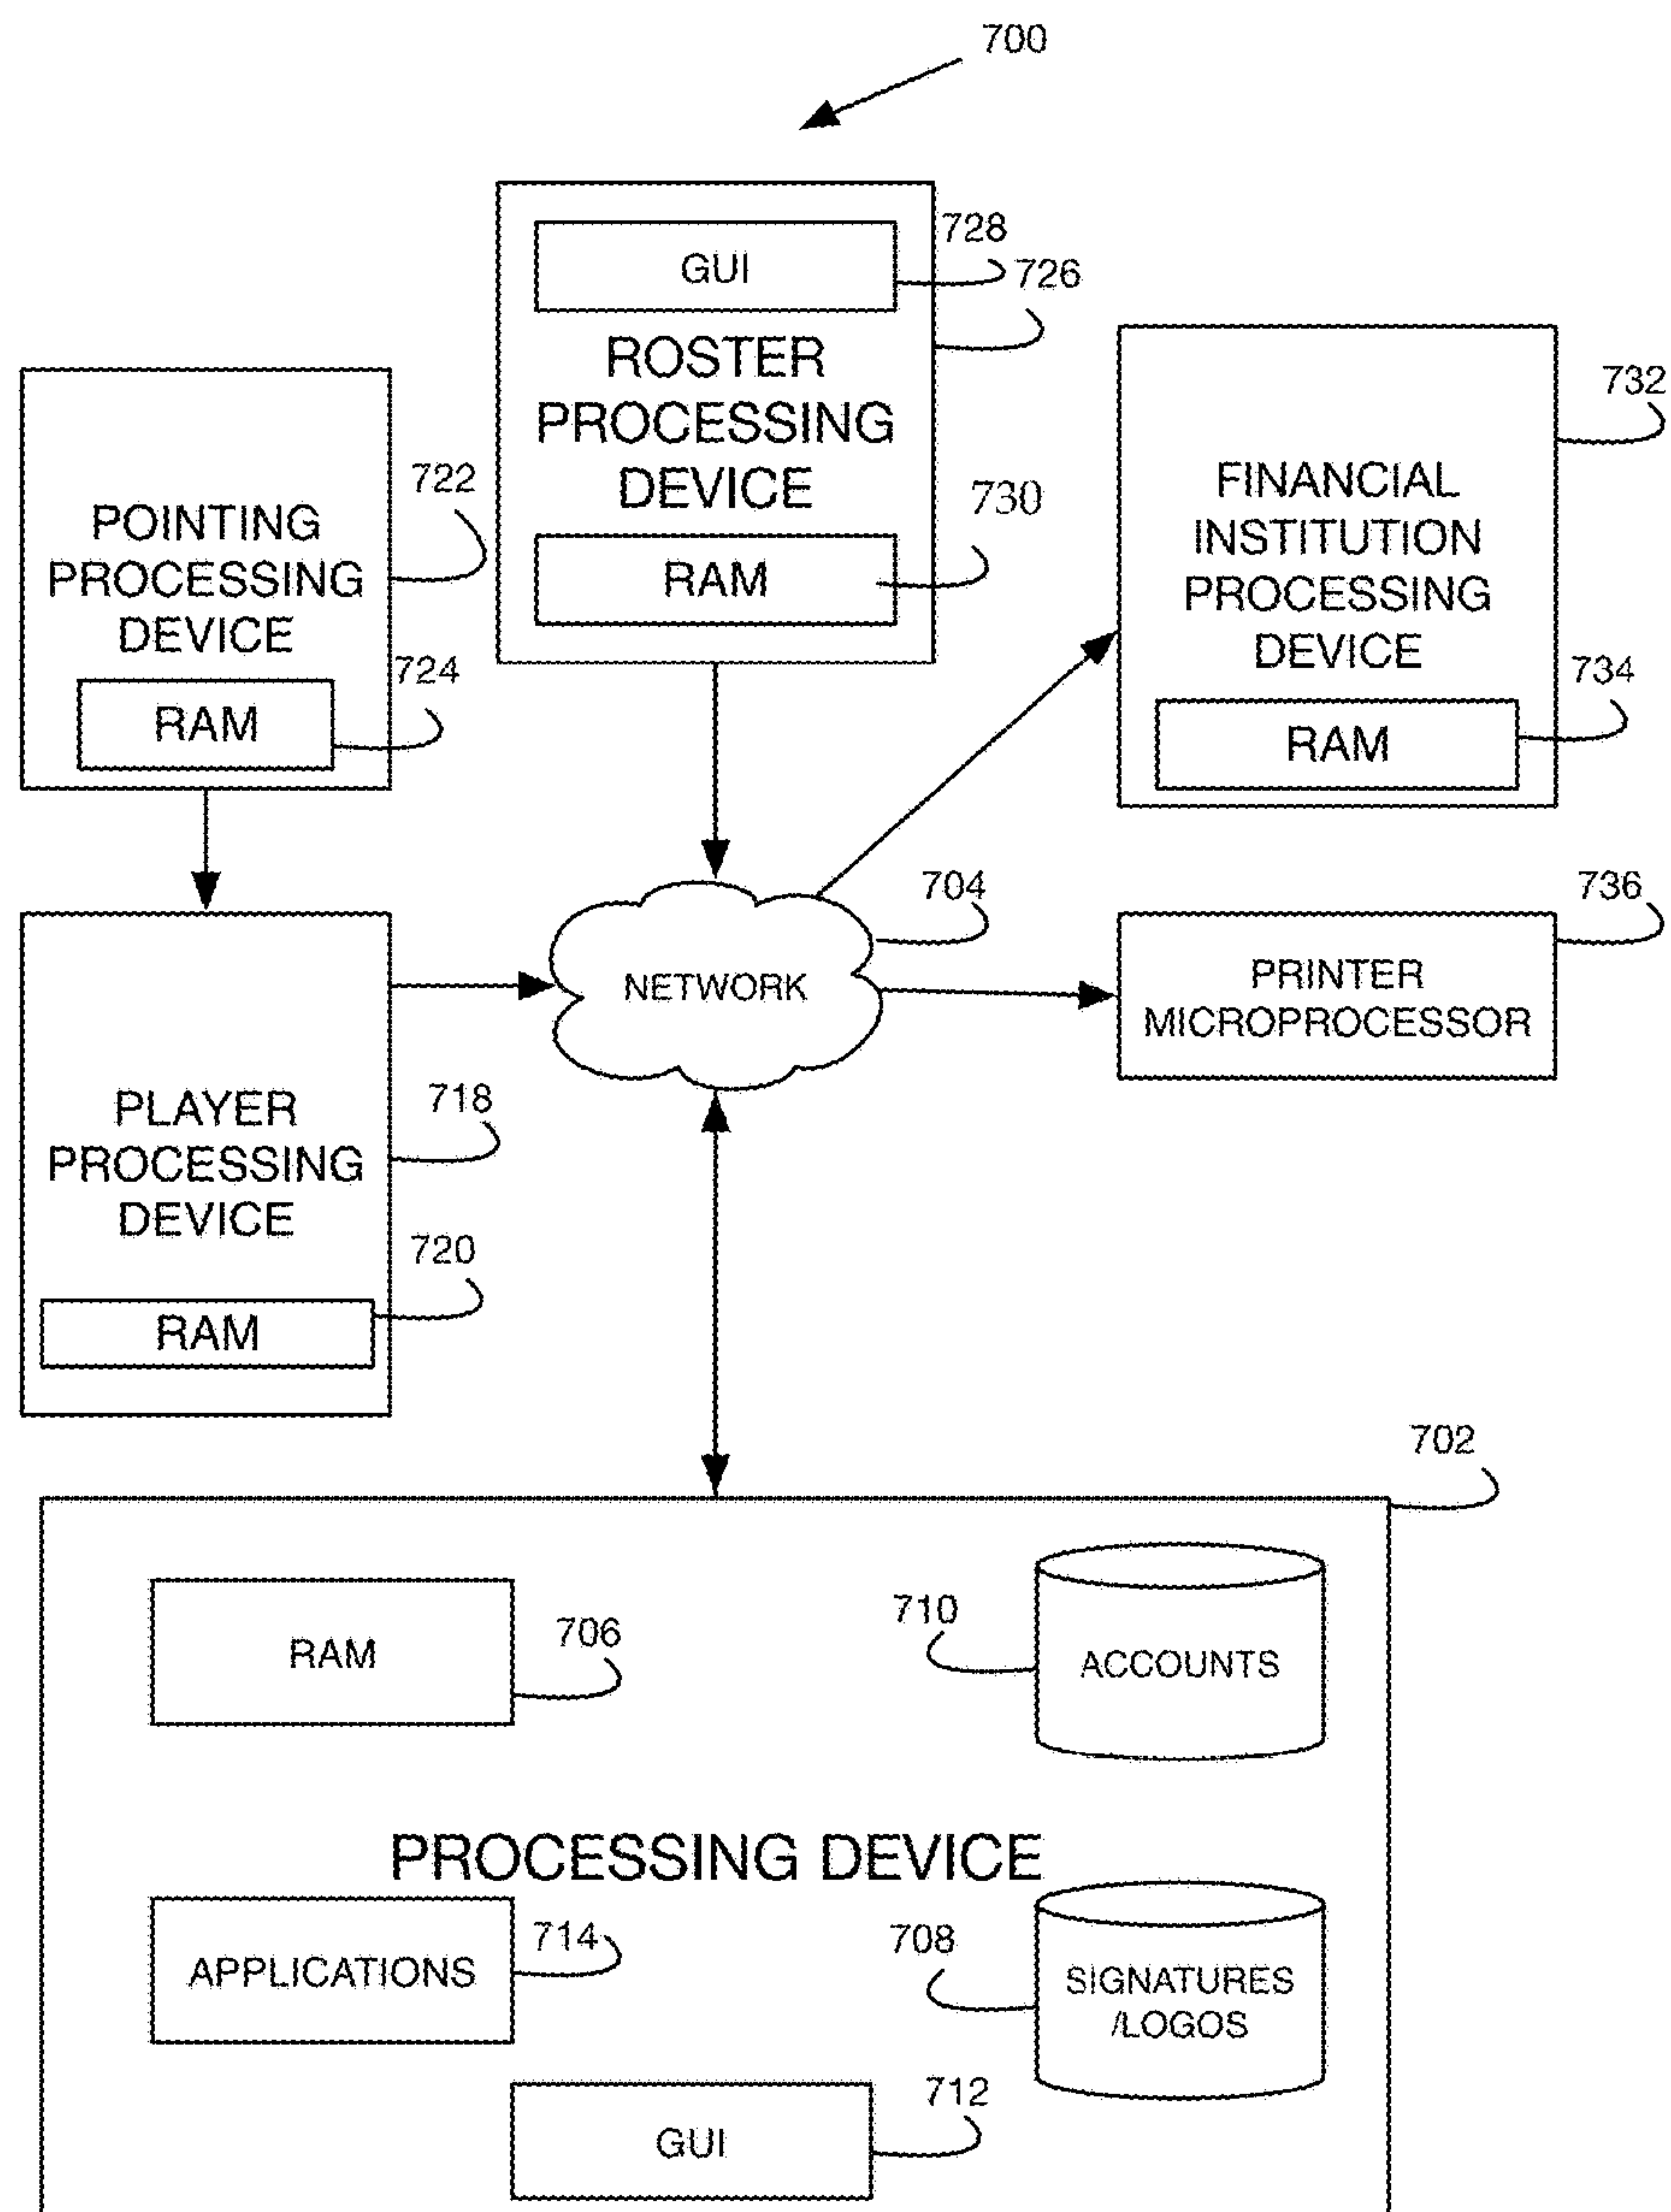 700
GUI
728
726
ROSTER
PROCESSING
DEVICE
730
RAM
POINTING
PROCESSING
DEVICE
722
724
RAM
FINANCIAL
INSTITUTION
PROCESSING
DEVICE
732
734
RAM
704
NETWORK
736
PRINTER
MICROPROCESSOR
PLAYER
PROCESSING
DEVICE
718
720
RAM
702
RAM
706
710
ACCOUNTS
PROCESSING DEVICE
APPLICATIONS
714
708
SIGNATURES
/LOGOS
712
GUI